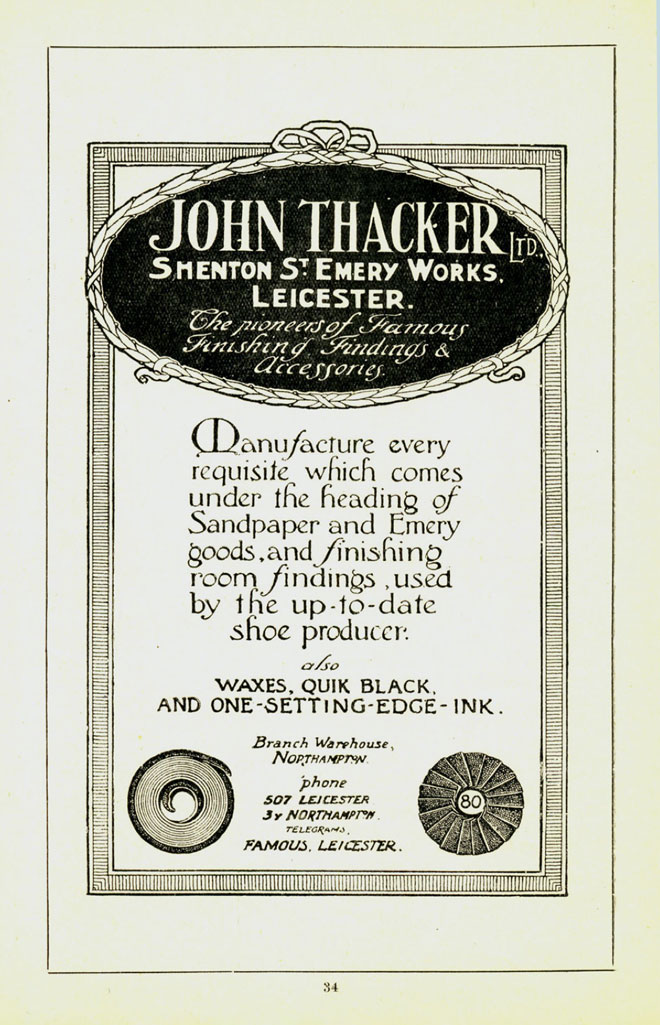 JOHN THACKER LTD.,
SHENTON ST EMERY WORKS,
LEICESTER.
The pioneers of Famous
Finishing Findings &
Accessories.
Manufacture every
requisite which comes
under the heading of
Sandpaper and Emery
goods, and finishing
room findings, used
by the up-to-date
shoe producer.
also
WAXES, QUIK BLACK,
AND ONE-SETTING-EDGE-INK.
Branch Warehouse,
NORTHAMPTON.
phone
507 LEICESTER
3y NORTHAMPTON.
TELEGRAMS,
FAMOUS, LEICESTER.
80
34